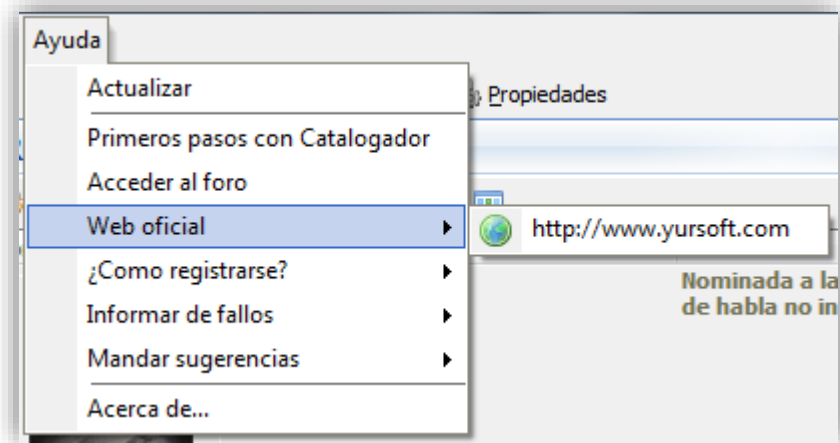 Ayuda
Actualizar
Propiedades
Primeros pasos con Catalogador
Acceder al foro
Web oficial
http://www.yursoft.com
¿Como registrarse?
Nominada a la
Informar de fallos
de habla no in
Mandar sugerencias
Acerca de...